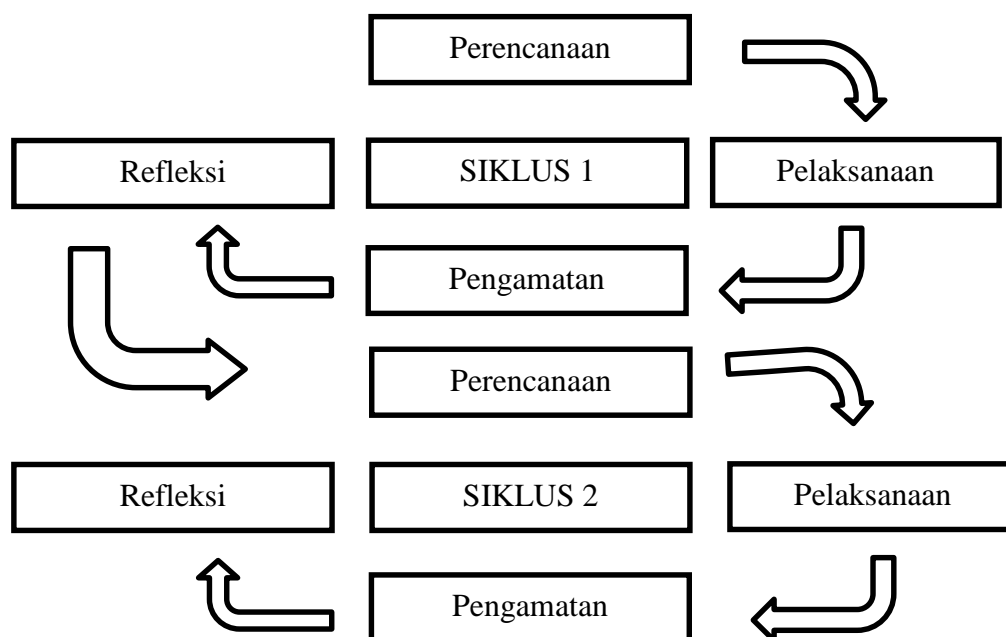 Perencanaan
Refleksi
SIKLUS 1
Pelaksanaan
Pengamatan
Perencanaan
Refleksi
SIKLUS 2
Pelaksanaan
Pengamatan